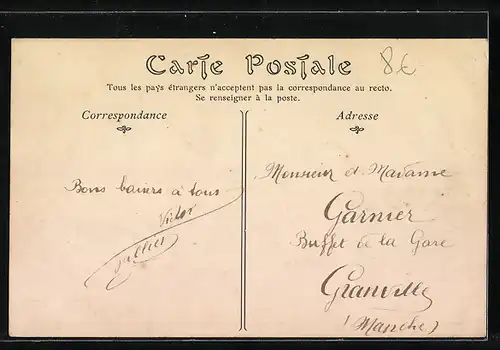 Carte Postale
8€
Tous les pays étrangers n'acceptent pas la correspondance au recto.
Se renseigner à la poste.
Correspondance
Bons baisers à tous
Victor
Adresse
Monsieur et Madame
Garnier
Buffet de la Gare
Granville
(Manche)